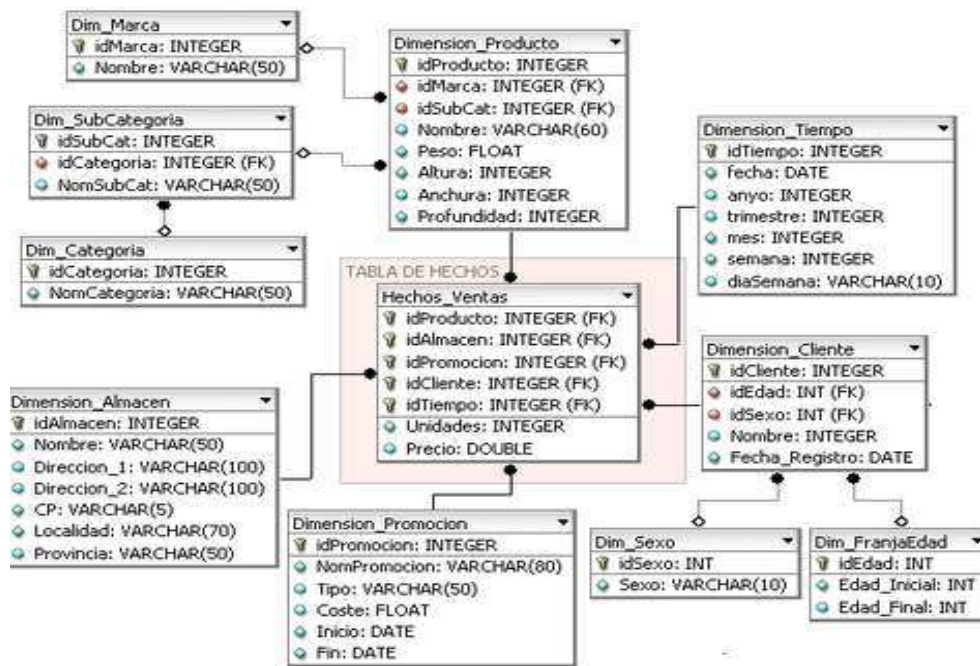 Dim_Marca
idMarca: INTEGER
Nombre: VARCHAR(50)
Dimension_Producto
idProducto: INTEGER
idMarca: INTEGER (FK)
idSubCat: INTEGER (FK)
Nombre: VARCHAR(60)
Peso: FLOAT
Altura: INTEGER
Anchura: INTEGER
Profundidad: INTEGER
Dim_SubCategoria
idSubCat: INTEGER
idCategoria: INTEGER (FK)
NomSubCat: VARCHAR(50)
Dimension_Tiempo
idTiempo: INTEGER
fecha: DATE
anyo: INTEGER
trimestre: INTEGER
mes: INTEGER
semana: INTEGER
diaSemana: VARCHAR(10)
Dim_Categoria
idCategoria: INTEGER
NomCategoria: VARCHAR(50)
TABLA DE HECHOS
Hechos_Ventas
idProducto: INTEGER (FK)
idAlmacen: INTEGER (FK)
idPromocion: INTEGER (FK)
idCliente: INTEGER (FK)
idTiempo: INTEGER (FK)
Unidades: INTEGER
Precio: DOUBLE
Dimension_Cliente
idCliente: INTEGER
idEdad: INT (FK)
idSexo: INT (FK)
Nombre: INTEGER
Fecha_Registro: DATE
Dimension_Almacen
idAlmacen: INTEGER
Nombre: VARCHAR(50)
Direccion_1: VARCHAR(100)
Direccion_2: VARCHAR(100)
CP: VARCHAR(5)
Localidad: VARCHAR(70)
Provincia: VARCHAR(50)
Dimension_Promocion
idPromocion: INTEGER
NomPromocion: VARCHAR(80)
Tipo: VARCHAR(50)
Coste: FLOAT
Inicio: DATE
Fin: DATE
Dim_Sexo
idSexo: INT
Sexo: VARCHAR(10)
Dim_FranjaEdad
idEdad: INT
Edad_Inicial: INT
Edad_Final: INT